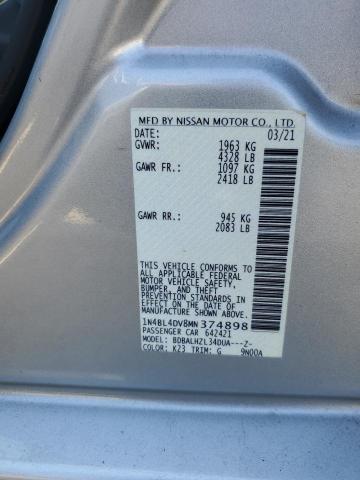 MFD BY NISSAN MOTOR CO., LTD.
DATE: 03/21
GVWR: 1963 KG
4328 LB
GAWR FR.: 1097 KG
2418 LB
GAWR RR.: 945 KG
2083 LB
THIS VEHICLE CONFORMS TO
ALL APPLICABLE FEDERAL
MOTOR VEHICLE SAFETY,
BUMPER, AND THEFT
PREVENTION STANDARDS IN
EFFECT ON THE DATE OF
MANUFACTURE SHOWN ABOVE.
1N4BL4DV8MN374898
PASSENGER CAR 642421
MODEL: BDBALHZL34DUA---Z-
COLOR: K23 TRIM: G 9N00A